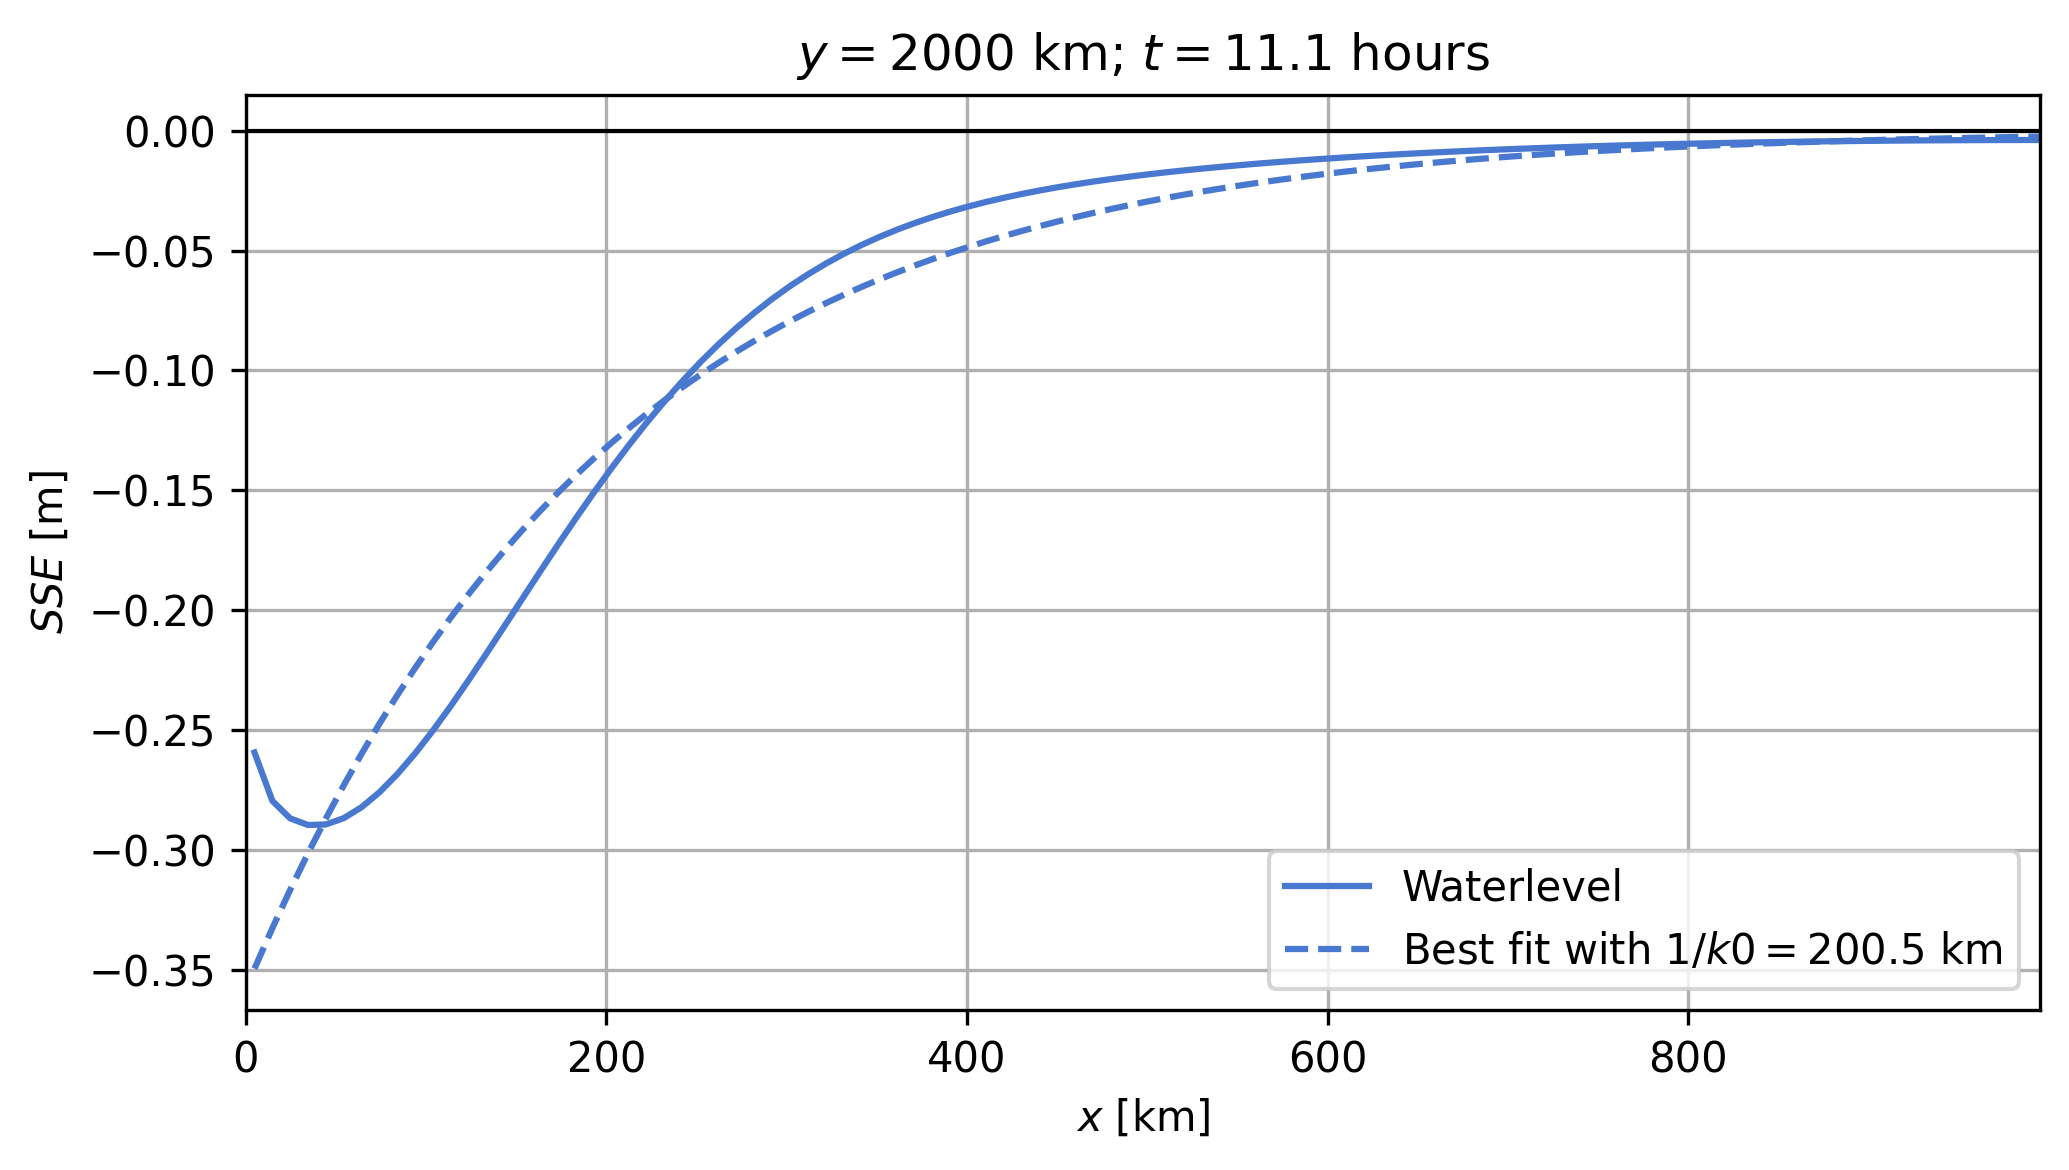 y = 2000 km; t = 11.1 hours
0.00
−0.05
−0.10
−0.15
−0.20
−0.25
−0.30
−0.35
SSE [m]
Waterlevel
Best fit with 1/k0 = 200.5 km
0 200 400 600 800
x [km]